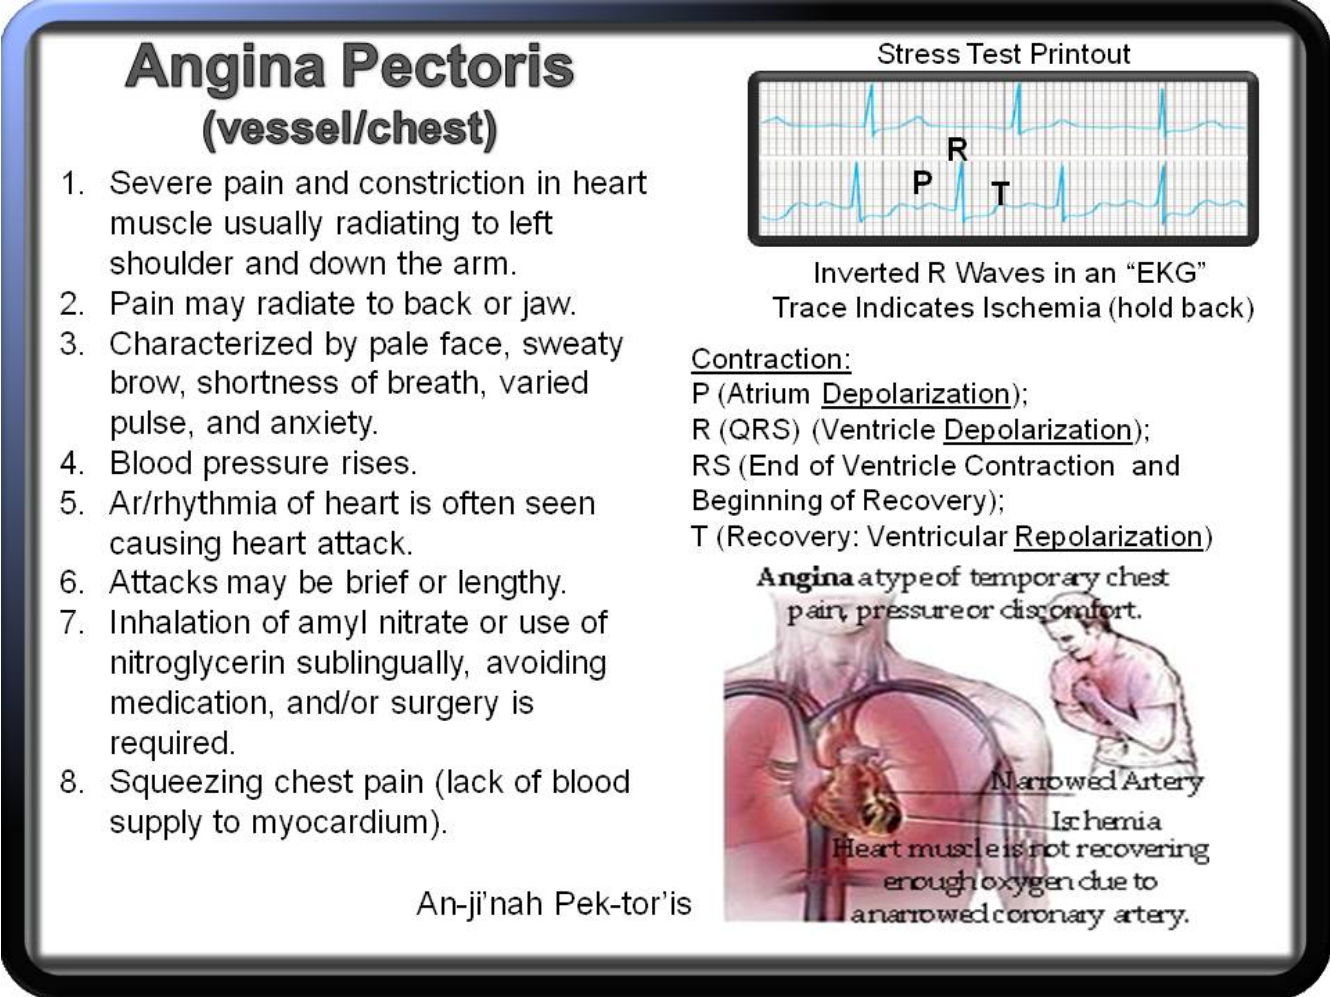 Angina Pectoris
(vessel/chest)
1. Severe pain and constriction in heart
muscle usually radiating to left
shoulder and down the arm.
2. Pain may radiate to back or jaw.
3. Characterized by pale face, sweaty
brow, shortness of breath, varied
pulse, and anxiety.
4. Blood pressure rises.
5. Ar/rhythmia of heart is often seen
causing heart attack.
6. Attacks may be brief or lengthy.
7. Inhalation of amyl nitrate or use of
nitroglycerin sublingually, avoiding
medication, and/or surgery is
required.
8. Squeezing chest pain (lack of blood
supply to myocardium).
An-ji’nah Pek-tor’is
Stress Test Printout
R
P
T
Inverted R Waves in an “EKG”
Trace Indicates Ischemia (hold back)
Contraction:
P (Atrium Depolarization);
R (QRS) (Ventricle Depolarization);
RS (End of Ventricle Contraction and
Beginning of Recovery);
T (Recovery: Ventricular Repolarization)
Angina a type of temporary chest
pain, pressure or discomfort.
Narrowed Artery
Ischemia
Heart muscle is not recovering
enough oxygen due to
a narrowed coronary artery.